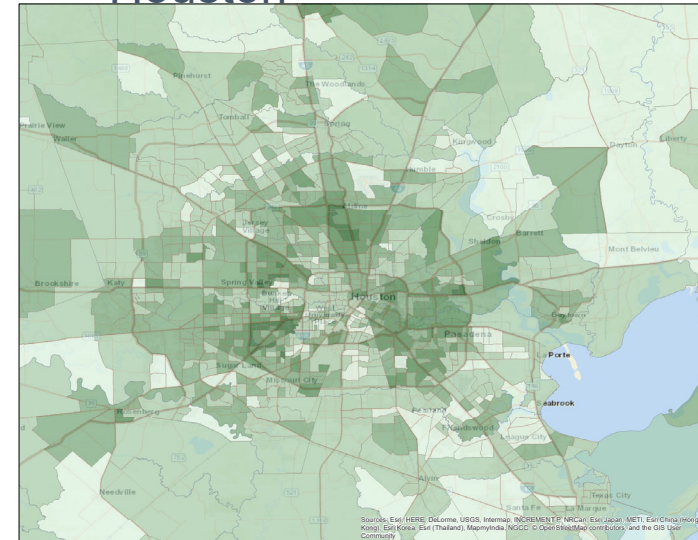 Houston
Pinehurst
The Woodlands
Tomball
Spring
Prairie View
Waller
Kingwood
Dayton
Liberty
Humble
Crosby
Jersey
Village
Sheldon
Barrett
Mont Belvieu
Brookshire
Katy
Spring Valley
Houston
West
University
Baytown
Pasadena
La Porte
Sugar Land
Missouri City
Seabrook
Rosenberg
Pearland
Friendswood
League City
Alvin
Needville
Texas
City
Santa Fe
La Marque
Sources: Esri, HERE, DeLorme, USGS, Intermap, INCREMENT P, NRCan, Esri Japan, METI, Esri China (Hong
Kong), Esri Korea, Esri (Thailand), MapmyIndia, NGCC, © OpenStreetMap contributors, and the GIS User
Community